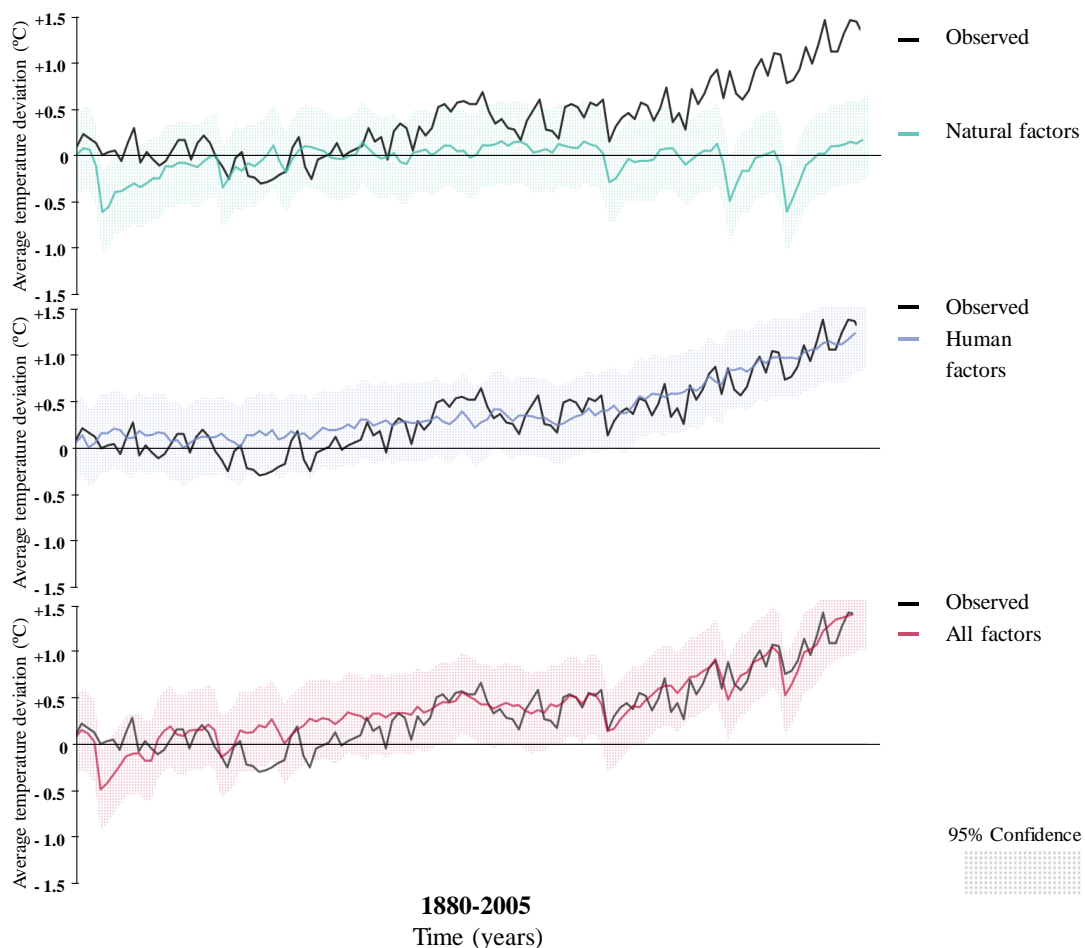 Average temperature deviation (ºC)
+1.5
+1.0
+0.5
0
- 0.5
- 1.0
- 1.5
Observed
Natural factors
Average temperature deviation (ºC)
+1.5
+1.0
+0.5
0
- 0.5
- 1.0
- 1.5
Observed
Human
factors
Average temperature deviation (ºC)
+1.5
+1.0
+0.5
0
- 0.5
- 1.0
- 1.5
Observed
All factors
95% Confidence
1880-2005
Time (years)